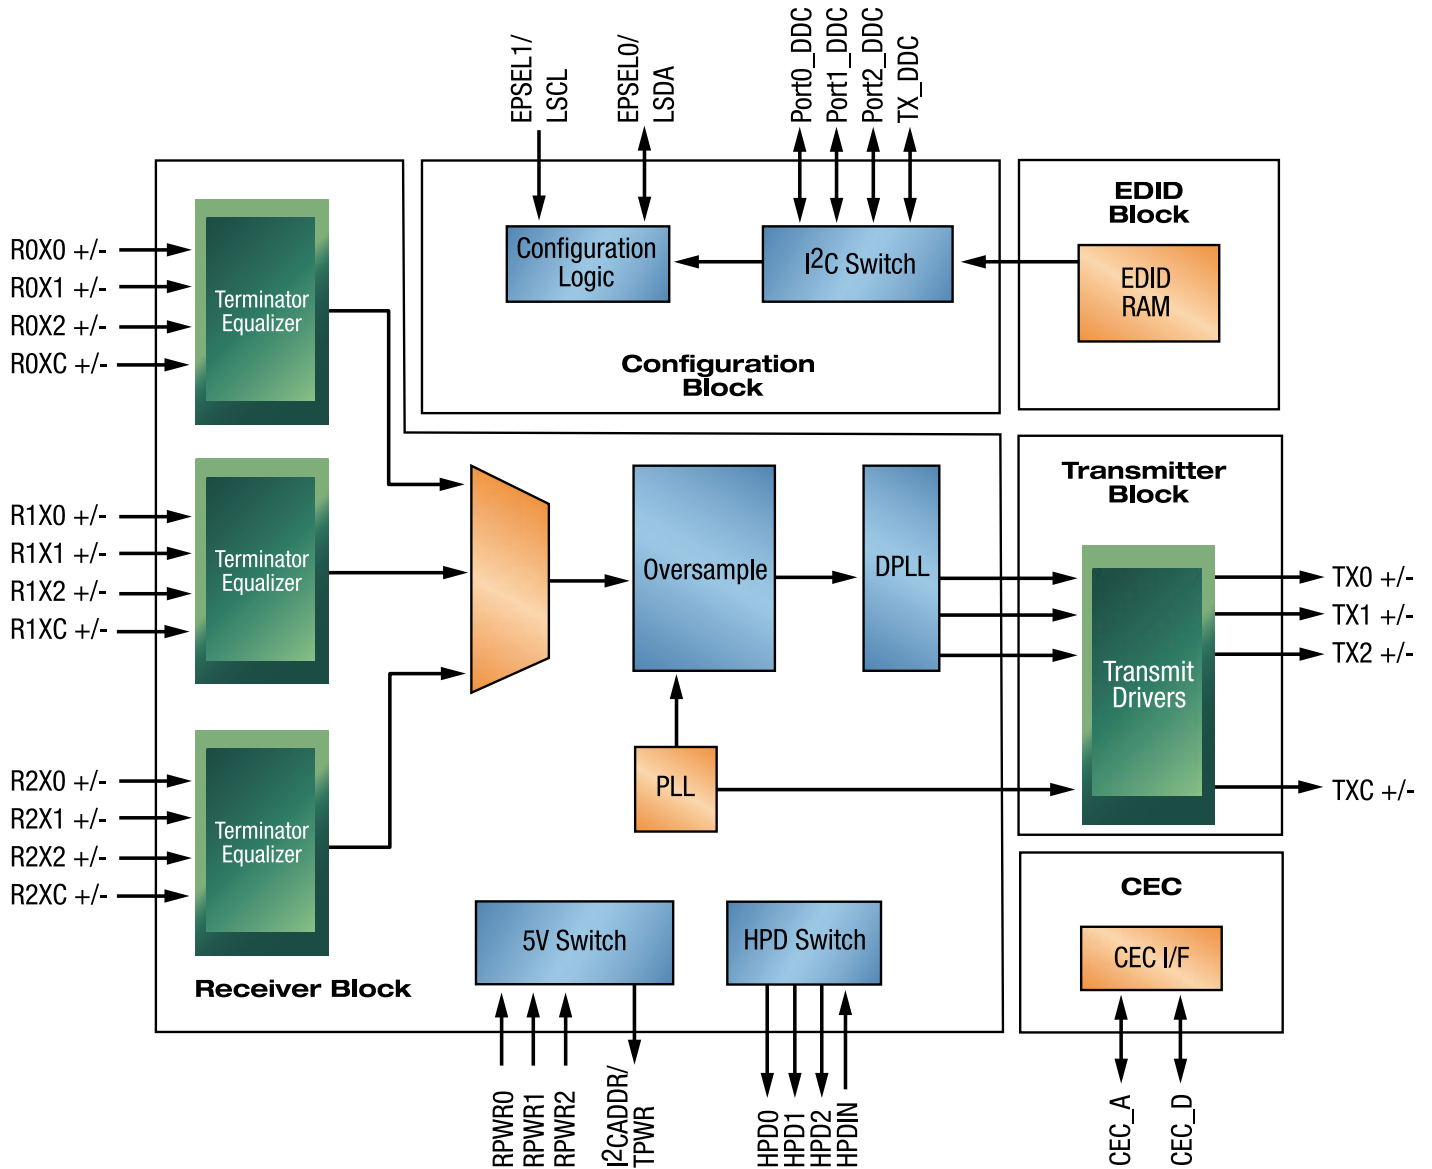 EPSEL1/
LSCL
EPSEL0/
LSDA
Port0_DDC
Port1_DDC
Port2_DDC
TX_DDC
R0X0 +/-
R0X1 +/-
R0X2 +/-
R0XC +/-
Terminator
Equalizer
Configuration
Logic
I2C Switch
Configuration
Block
EDID
Block
EDID
RAM
R1X0 +/-
R1X1 +/-
R1X2 +/-
R1XC +/-
Terminator
Equalizer
Oversample
DPLL
PLL
Transmitter
Block
Transmit
Drivers
TX0 +/-
TX1 +/-
TX2 +/-
TXC +/-
R2X0 +/-
R2X1 +/-
R2X2 +/-
R2XC +/-
Terminator
Equalizer
Receiver Block
5V Switch
HPD Switch
RPWR0
RPWR1
RPWR2
I2CADDR/
TPWR
HPD0
HPD1
HPD2
HPDIN
CEC
CEC I/F
CEC_A
CEC_D